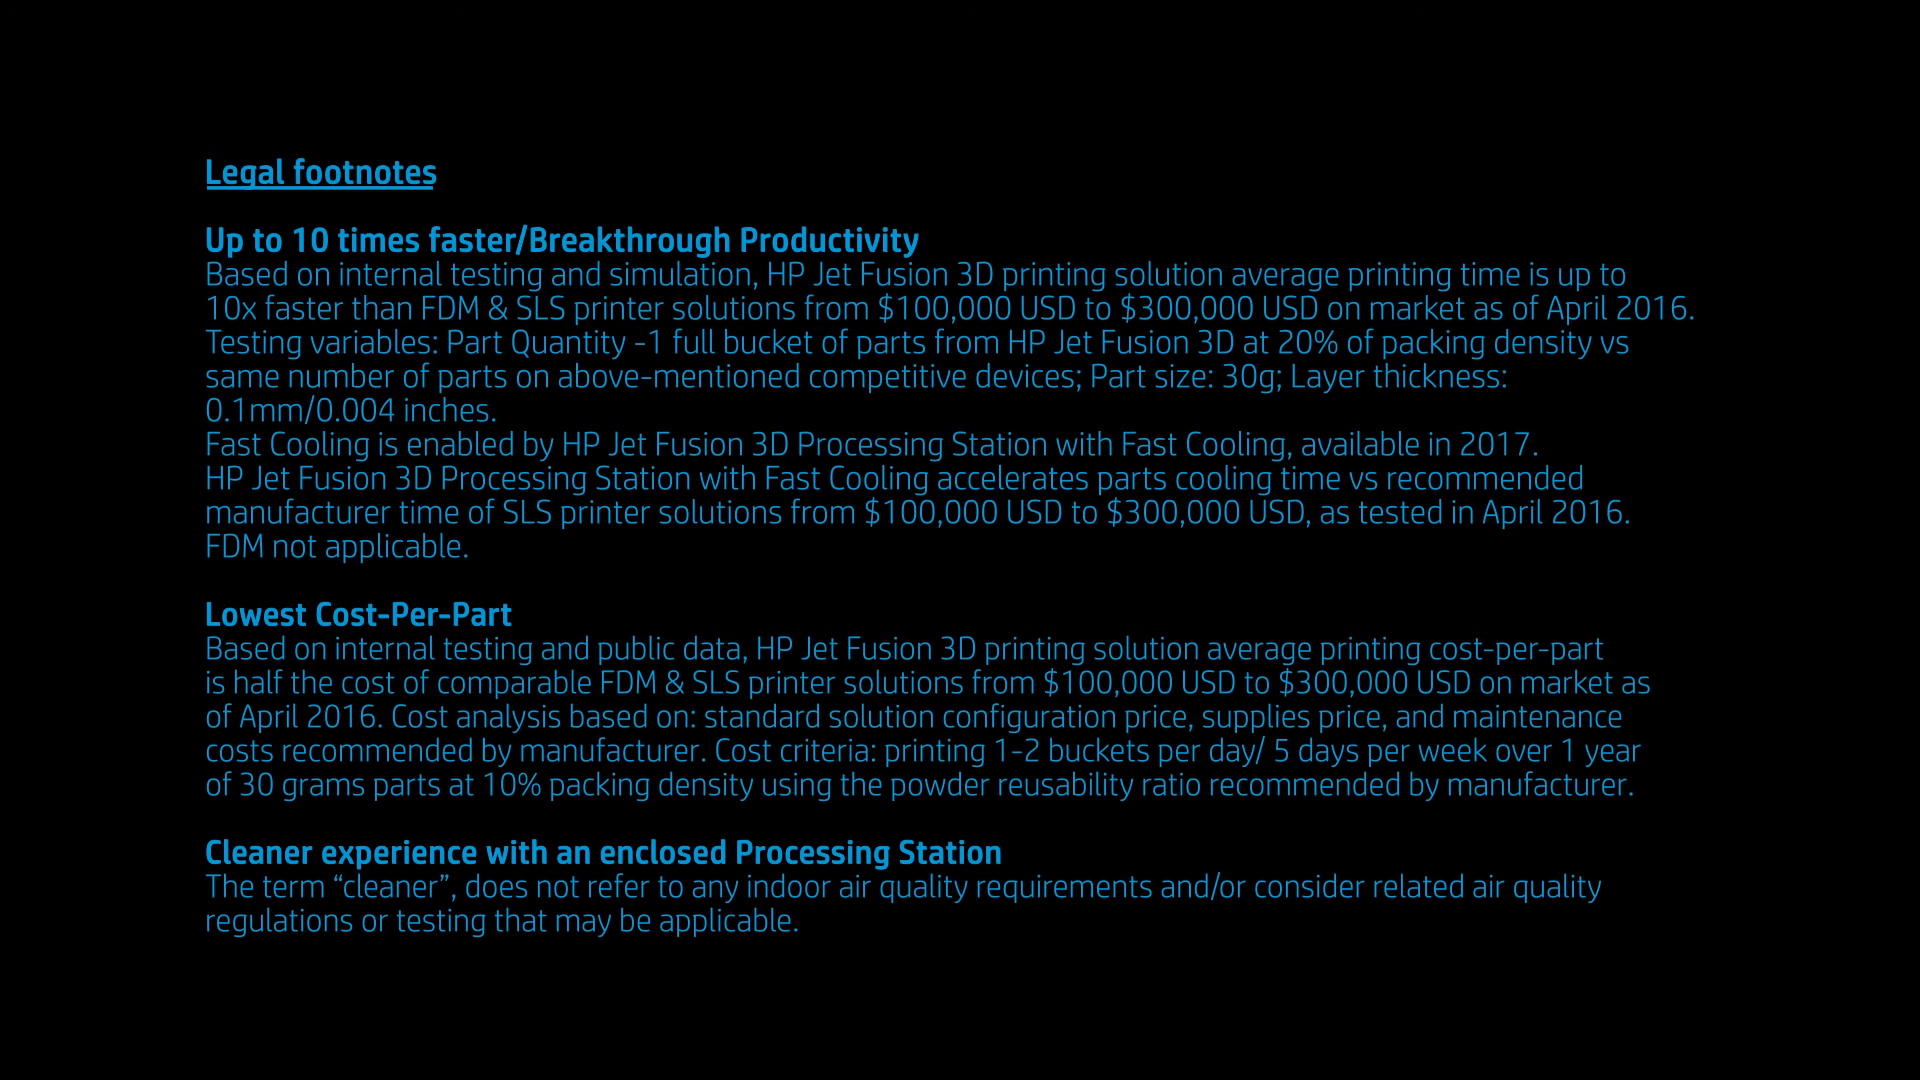 Legal footnotes
Up to 10 times faster/Breakthrough Productivity
Based on internal testing and simulation, HP Jet Fusion 3D printing solution average printing time is up to
10x faster than FDM & SLS printer solutions from $100,000 USD to $300,000 USD on market as of April 2016.
Testing variables: Part Quantity -1 full bucket of parts from HP Jet Fusion 3D at 20% of packing density vs
same number of parts on above-mentioned competitive devices; Part size: 30g; Layer thickness:
0.1mm/0.004 inches.
Fast Cooling is enabled by HP Jet Fusion 3D Processing Station with Fast Cooling, available in 2017.
HP Jet Fusion 3D Processing Station with Fast Cooling accelerates parts cooling time vs recommended
manufacturer time of SLS printer solutions from $100,000 USD to $300,000 USD, as tested in April 2016.
FDM not applicable.
Lowest Cost-Per-Part
Based on internal testing and public data, HP Jet Fusion 3D printing solution average printing cost-per-part
is half the cost of comparable FDM & SLS printer solutions from $100,000 USD to $300,000 USD on market as
of April 2016. Cost analysis based on: standard solution configuration price, supplies price, and maintenance
costs recommended by manufacturer. Cost criteria: printing 1-2 buckets per day/ 5 days per week over 1 year
of 30 grams parts at 10% packing density using the powder reusability ratio recommended by manufacturer.
Cleaner experience with an enclosed Processing Station
The term “cleaner”, does not refer to any indoor air quality requirements and/or consider related air quality
regulations or testing that may be applicable.